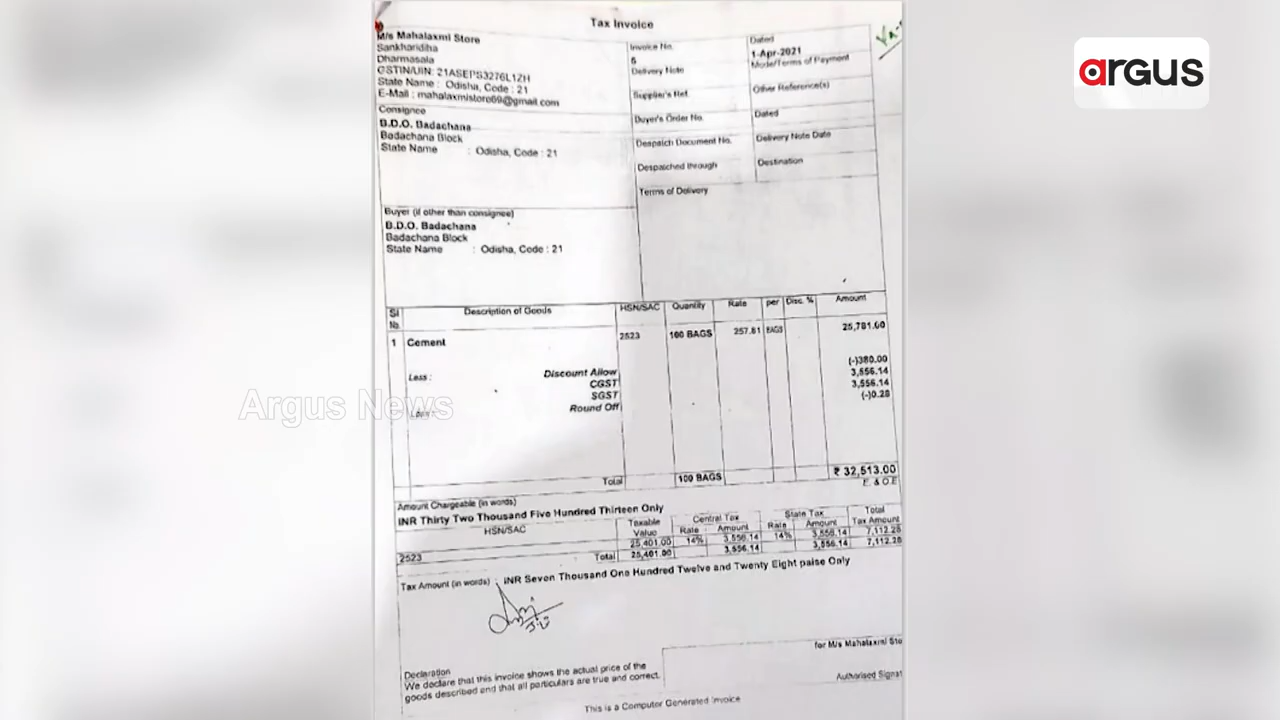 Tax Invoice
M/s Mahalaxmi Store
Sankharidiha
Dharmasala
GSTIN/UIN: 21ASEPS3276L1ZH
State Name : Odisha, Code : 21
E-Mail : mahalaxmistore69@gmail.com
Invoice No.
6
Dated
1-Apr-2021
Delivery Note
Mode/Terms of Payment
Supplier's Ref.
Other Reference(s)
Consignee
B.D.O. Badachana
Badachana Block
State Name : Odisha, Code : 21
Buyer's Order No.
Dated
Despatch Document No.
Delivery Note Date
Despatched through
Destination
Terms of Delivery
Buyer (if other than consignee)
B.D.O. Badachana
Badachana Block
State Name : Odisha, Code : 21
Sl No. Description of Goods HSN/SAC Quantity Rate per Disc. % Amount
1 Cement 2523 100 BAGS 257.81 BAGS 25,781.00
Less : Discount Allow (-)380.00
CGST 3,556.14
SGST 3,556.14
Less : Round Off (-)0.28
Total 100 BAGS ₹ 32,513.00
E. & O.E
Amount Chargeable (in words)
INR Thirty Two Thousand Five Hundred Thirteen Only
HSN/SAC Taxable Value Central Tax Rate Amount State Tax Rate Amount Total Tax Amount
2523 25,401.00 14% 3,556.14 14% 3,556.14 7,112.28
Total 25,401.00 3,556.14 3,556.14 7,112.28
Tax Amount (in words) : INR Seven Thousand One Hundred Twelve and Twenty Eight paise Only
for M/s Mahalaxmi Sto
Declaration
We declare that this invoice shows the actual price of the
goods described and that all particulars are true and correct.
Authorised Signat
This is a Computer Generated Invoice
argus
Argus News